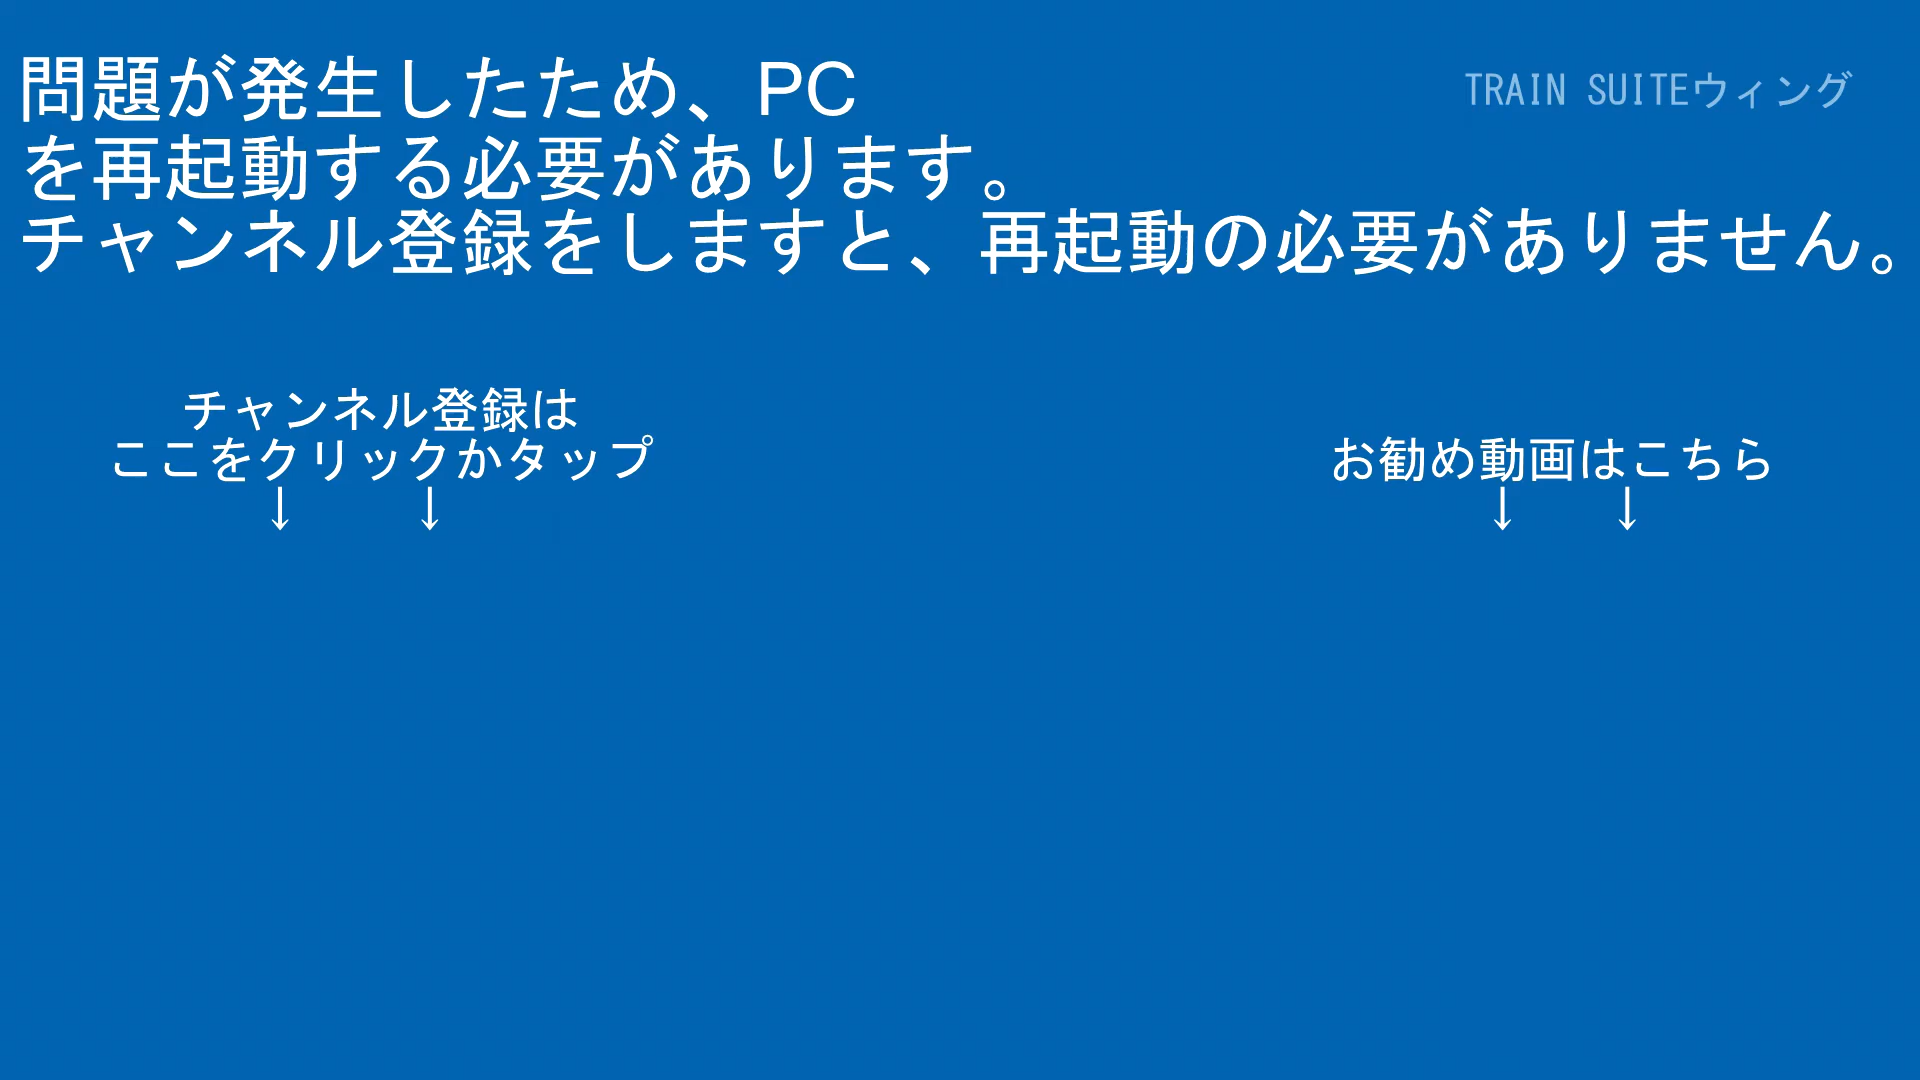 問題が発生したため、PC
TRAIN SUITEウィング
を再起動する必要があります。
チャンネル登録をしますと、再起動の必要がありません。
チャンネル登録は
ここをクリックかタップ
↓ ↓
お勧め動画はこちら
↓ ↓